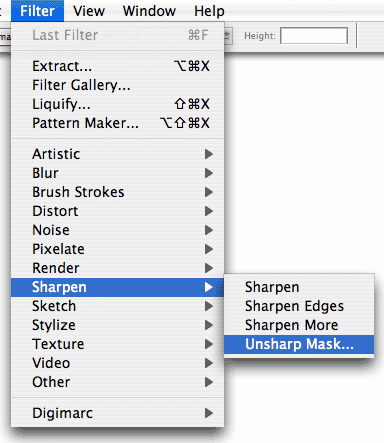 Filter View Window Help
Last Filter ⌘F
Height:
Extract... ⌥⌘X
Filter Gallery...
Liquify... ⇧⌘X
Pattern Maker... ⌥⇧⌘X
Artistic
Blur
Brush Strokes
Distort
Noise
Pixelate
Render
Sharpen
Sketch
Stylize
Texture
Video
Other
Digimarc
Sharpen
Sharpen Edges
Sharpen More
Unsharp Mask...